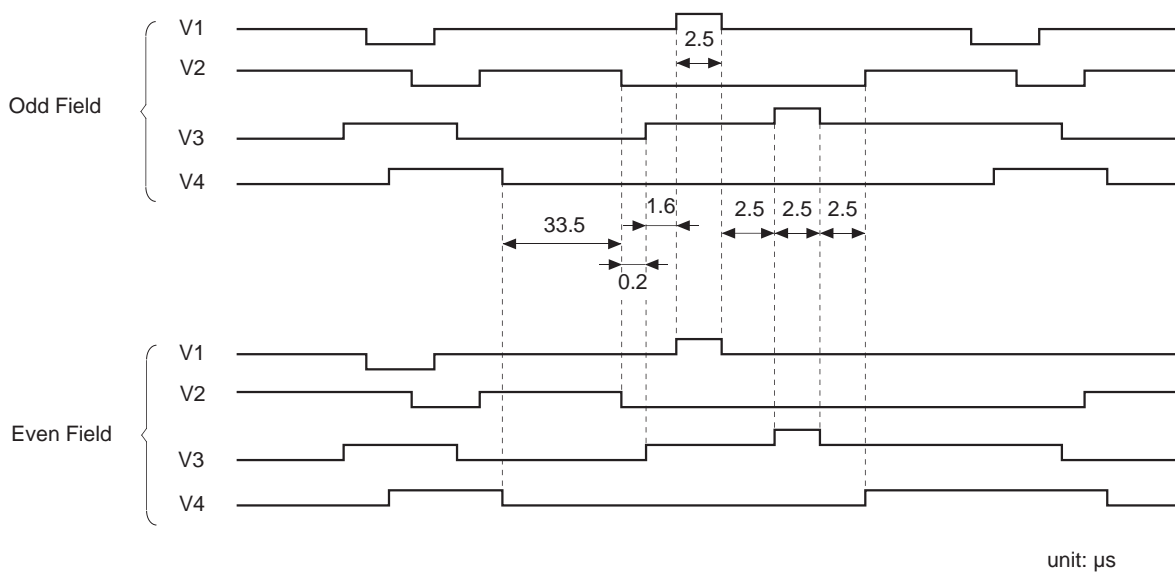 V1
2.5
V2
Odd Field
V3
V4
1.6
2.5 2.5 2.5
33.5
0.2
V1
V2
Even Field
V3
V4
unit: µs